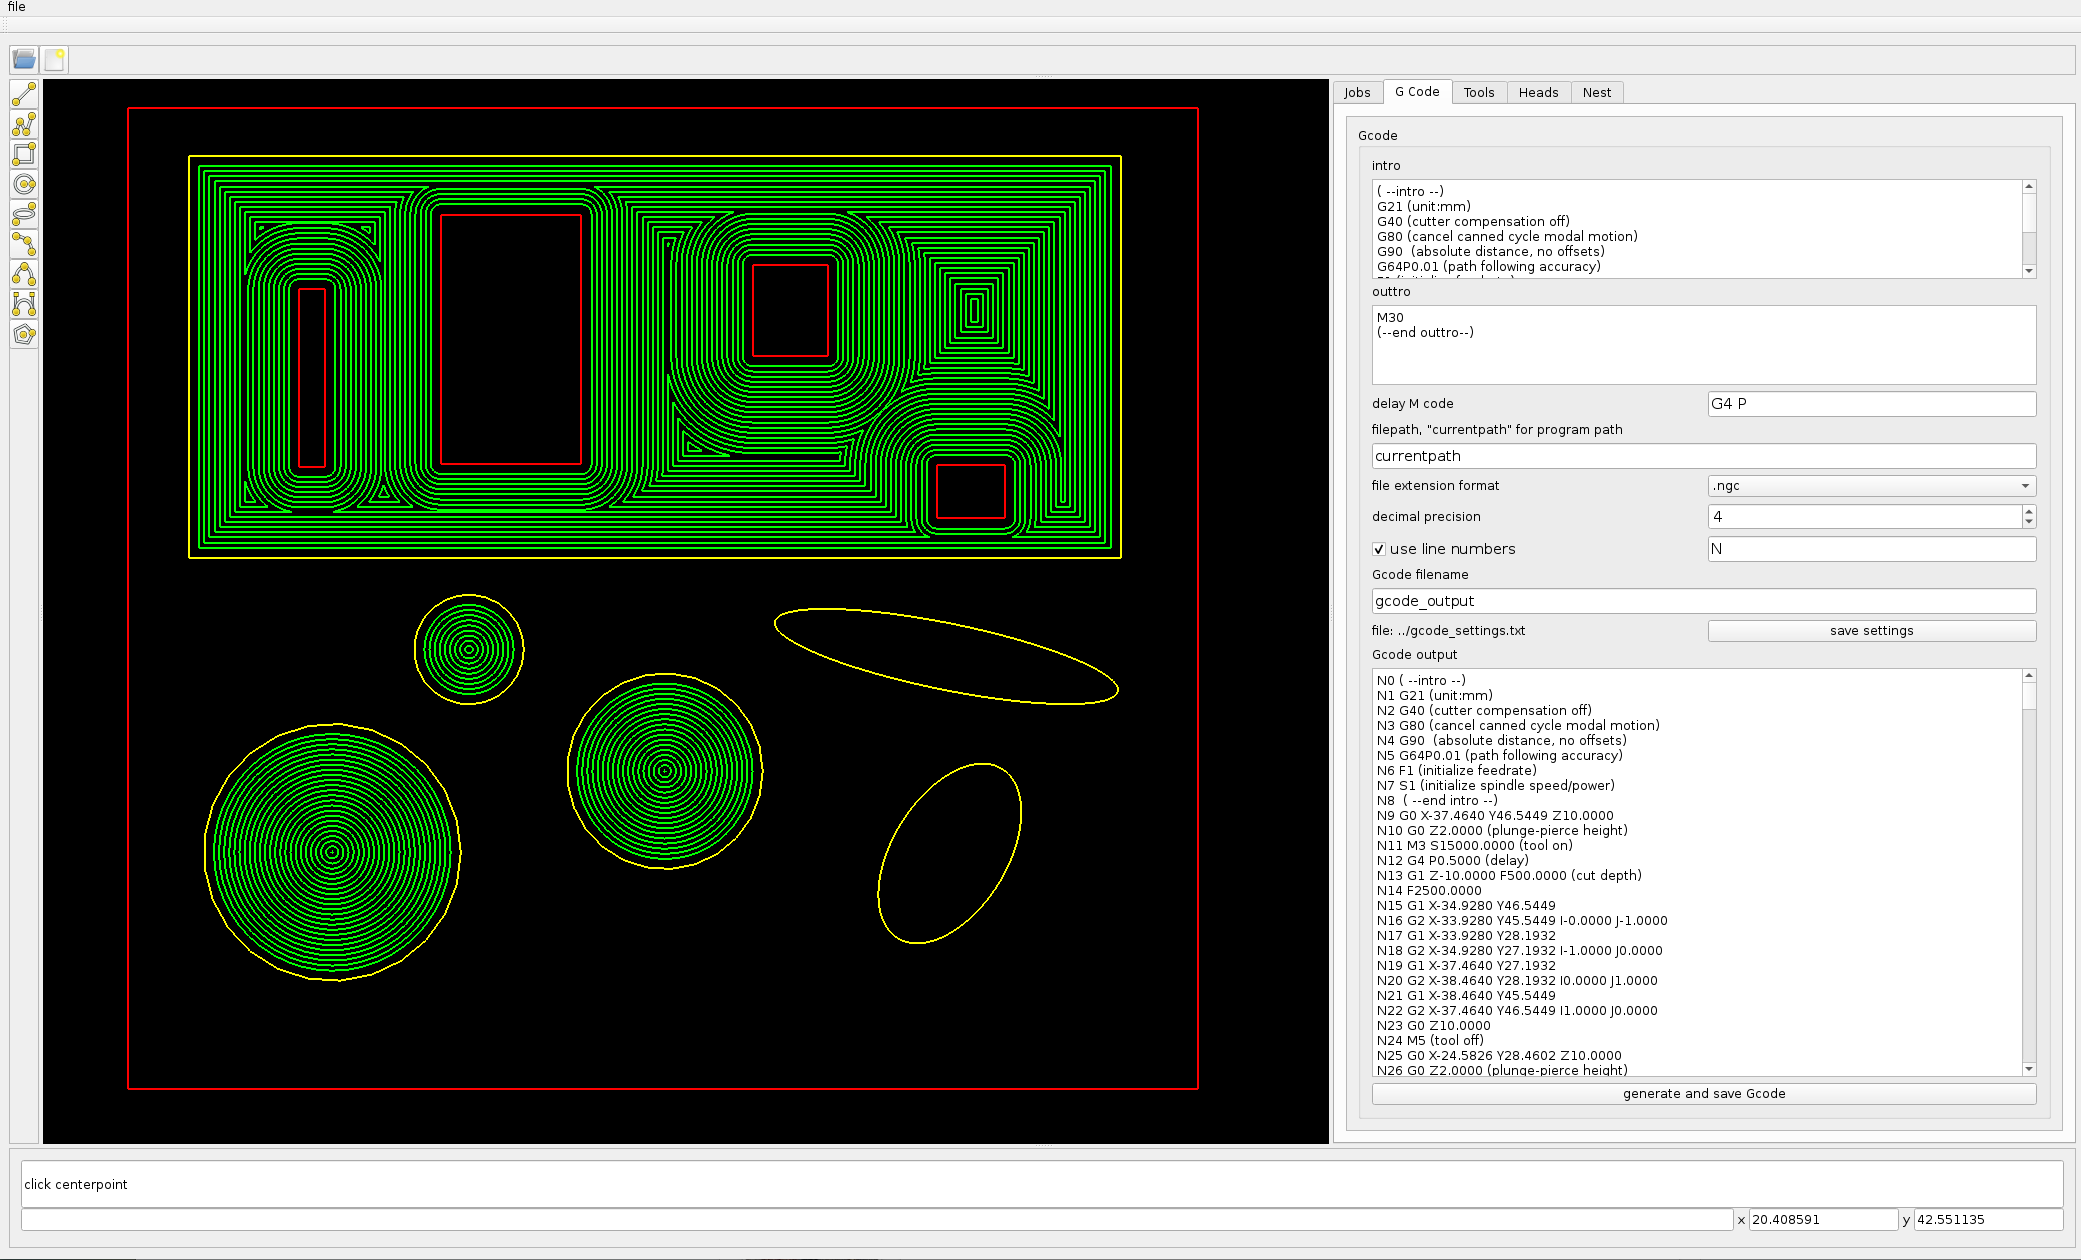 file
Jobs
G Code
Tools
Heads
Nest
Gcode
intro
( --intro --)
G21 (unit:mm)
G40 (cutter compensation off)
G80 (cancel canned cycle modal motion)
G90  (absolute distance, no offsets)
G64P0.01 (path following accuracy)
outtro
M30
(--end outtro--)
delay M code
G4 P
filepath, "currentpath" for program path
currentpath
file extension format
.ngc
decimal precision
4
use line numbers
N
Gcode filename
gcode_output
file: ../gcode_settings.txt
save settings
Gcode output
N0 ( --intro --)
N1 G21 (unit:mm)
N2 G40 (cutter compensation off)
N3 G80 (cancel canned cycle modal motion)
N4 G90  (absolute distance, no offsets)
N5 G64P0.01 (path following accuracy)
N6 F1 (initialize feedrate)
N7 S1 (initialize spindle speed/power)
N8  ( --end intro --)
N9 G0 X-37.4640 Y46.5449 Z10.0000
N10 G0 Z2.0000 (plunge-pierce height)
N11 M3 S15000.0000 (tool on)
N12 G4 P0.5000 (delay)
N13 G1 Z-10.0000 F500.0000 (cut depth)
N14 F2500.0000
N15 G1 X-34.9280 Y46.5449
N16 G2 X-33.9280 Y45.5449 I-0.0000 J-1.0000
N17 G1 X-33.9280 Y28.1932
N18 G2 X-34.9280 Y27.1932 I-1.0000 J0.0000
N19 G1 X-37.4640 Y27.1932
N20 G2 X-38.4640 Y28.1932 I0.0000 J1.0000
N21 G1 X-38.4640 Y45.5449
N22 G2 X-37.4640 Y46.5449 I1.0000 J0.0000
N23 G0 Z10.0000
N24 M5 (tool off)
N25 G0 X-24.5826 Y28.4602 Z10.0000
N26 G0 Z2.0000 (plunge-pierce height)
generate and save Gcode
click centerpoint
x 20.408591 y 42.551135